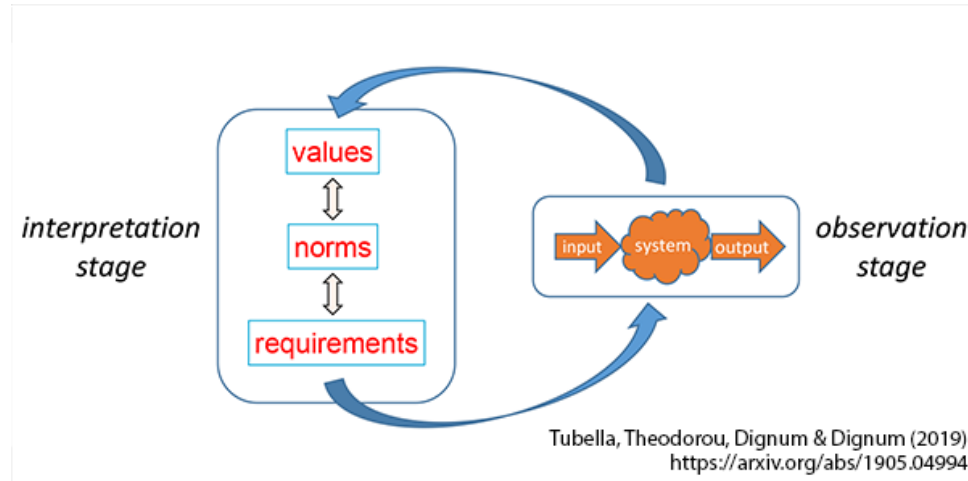 interpretation
stage
values
norms
requirements
input
system
output
observation
stage
Tubella, Theodorou, Dignum & Dignum (2019)
https://arxiv.org/abs/1905.04994